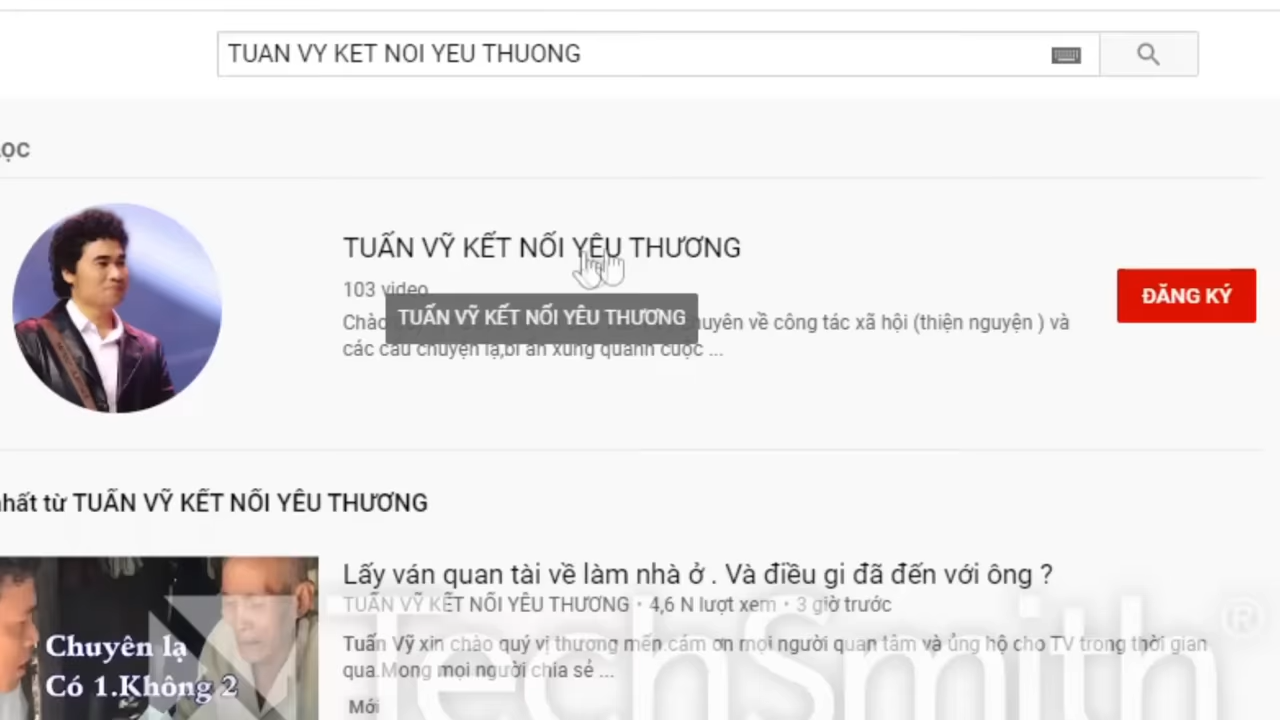 TUAN VY KET NOI YEU THUONG
LỌC
TUẤN VỸ KẾT NỐI YÊU THƯƠNG
103 video
TUẤN VỸ KẾT NỐI YÊU THƯƠNG
Chào chuyên về công tác xã hội (thiện nguyện ) và
các câu chuyện lạ,bí ẩn xung quanh cuộc ...
ĐĂNG KÝ
nhất từ TUẤN VỸ KẾT NỐI YÊU THƯƠNG
Chuyện lạ
Có 1.Không 2
Lấy ván quan tài về làm nhà ở . Và điều gi đã đến với ông ?
TUẤN VỸ KẾT NỐI YÊU THƯƠNG • 4,6 N lượt xem • 3 giờ trước
Tuấn Vỹ xin chào quý vị thương mến.cám ơn mọi người quan tâm và ủng hộ cho TV trong thời gian
qua.Mong mọi người chia sẻ ...
Mới
TechSmith®